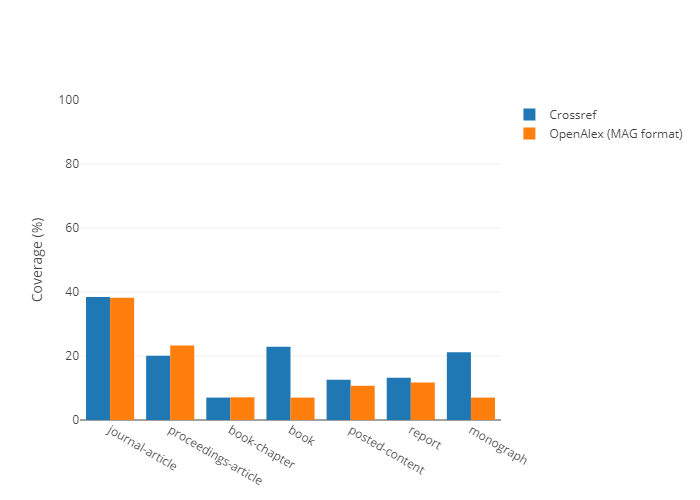 100
80
60
40
20
0
Coverage (%)
journal-article
proceedings-article
book-chapter
book
posted-content
report
monograph
Crossref
OpenAlex (MAG format)